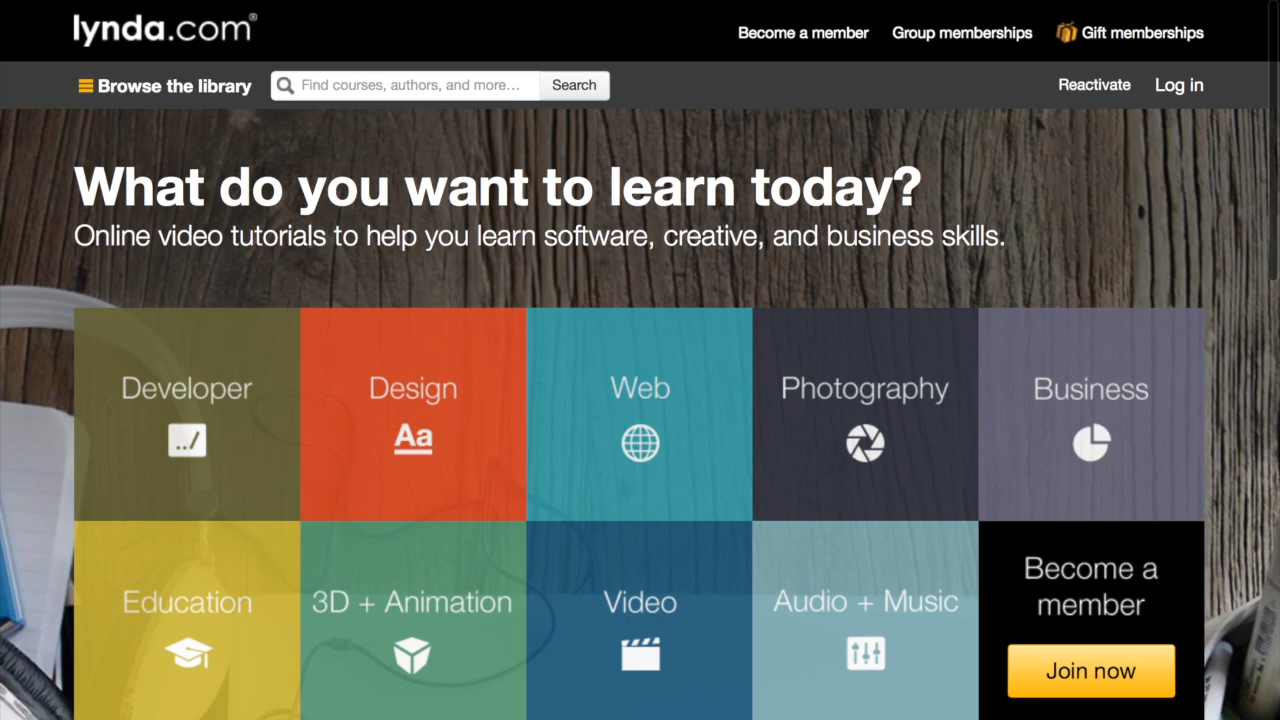 lynda.com®
Become a member
Group memberships
Gift memberships
Browse the library
Find courses, authors, and more...
Search
Reactivate
Log in
What do you want to learn today?
Online video tutorials to help you learn software, creative, and business skills.
Developer
Design
Web
Photography
Business
../
Aa
Education
3D + Animation
Video
Audio + Music
Become a
member
Join now